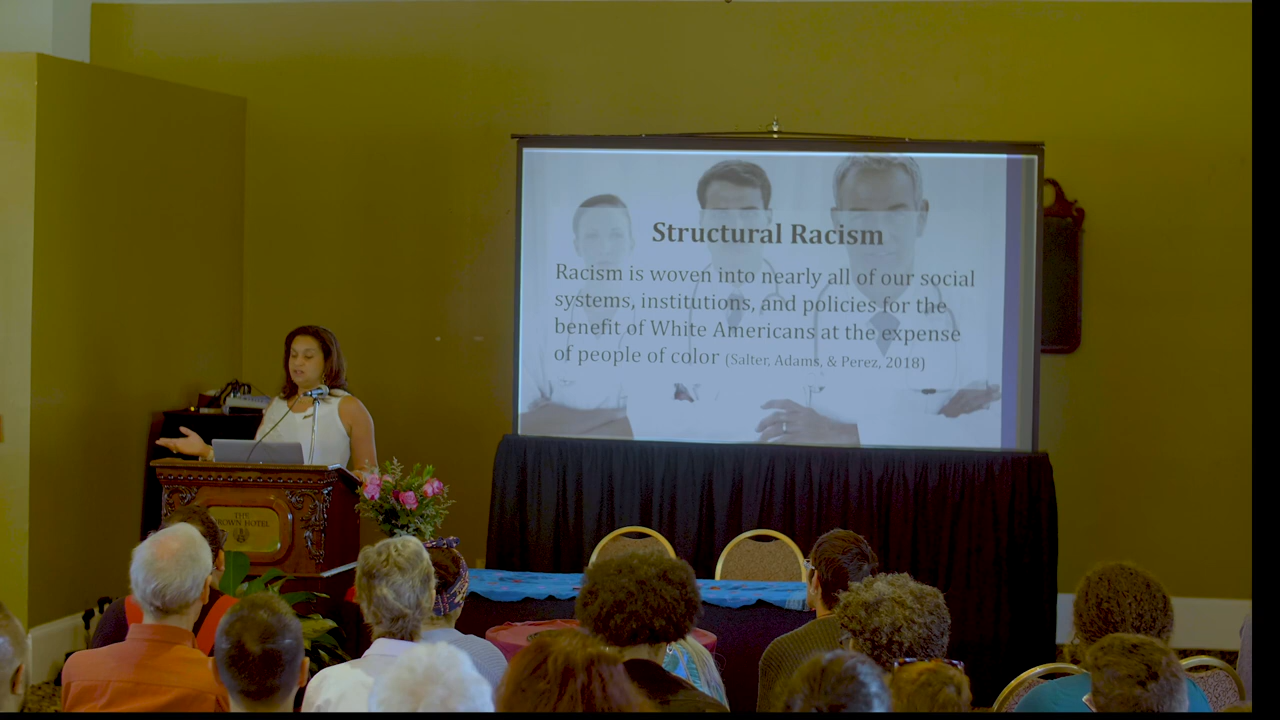 Structural Racism
Racism is woven into nearly all of our social
systems, institutions, and policies for the
benefit of White Americans at the expense
of people of color (Salter, Adams, & Perez, 2018)
THE
BROWN HOTEL